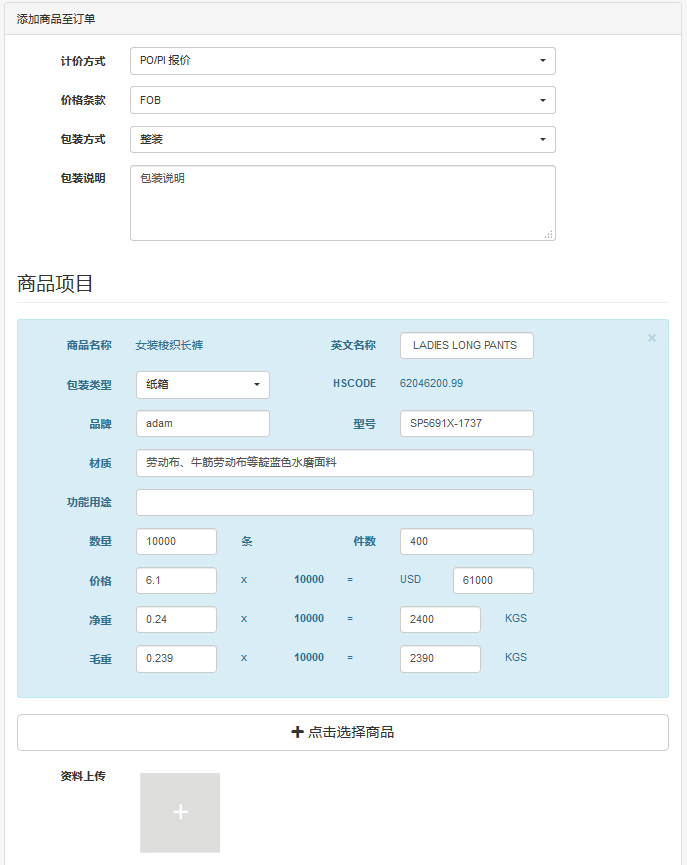 添加商品至订单
计价方式 PO/PI 报价
价格条款 FOB
包装方式 整装
包装说明 包装说明
商品项目
商品名称 女装梭织长裤 英文名称 LADIES LONG PANTS ×
包装类型 纸箱 HSCODE 62046200.99
品牌 adam 型号 SP5691X-1737
材质 劳动布、牛筋劳动布等靛蓝色水磨面料
功能用途
数量 10000 条 件数 400
价格 6.1 x 10000 = USD 61000
净重 0.24 x 10000 = 2400 KGS
毛重 0.239 x 10000 = 2390 KGS
+ 点击选择商品
资料上传 +